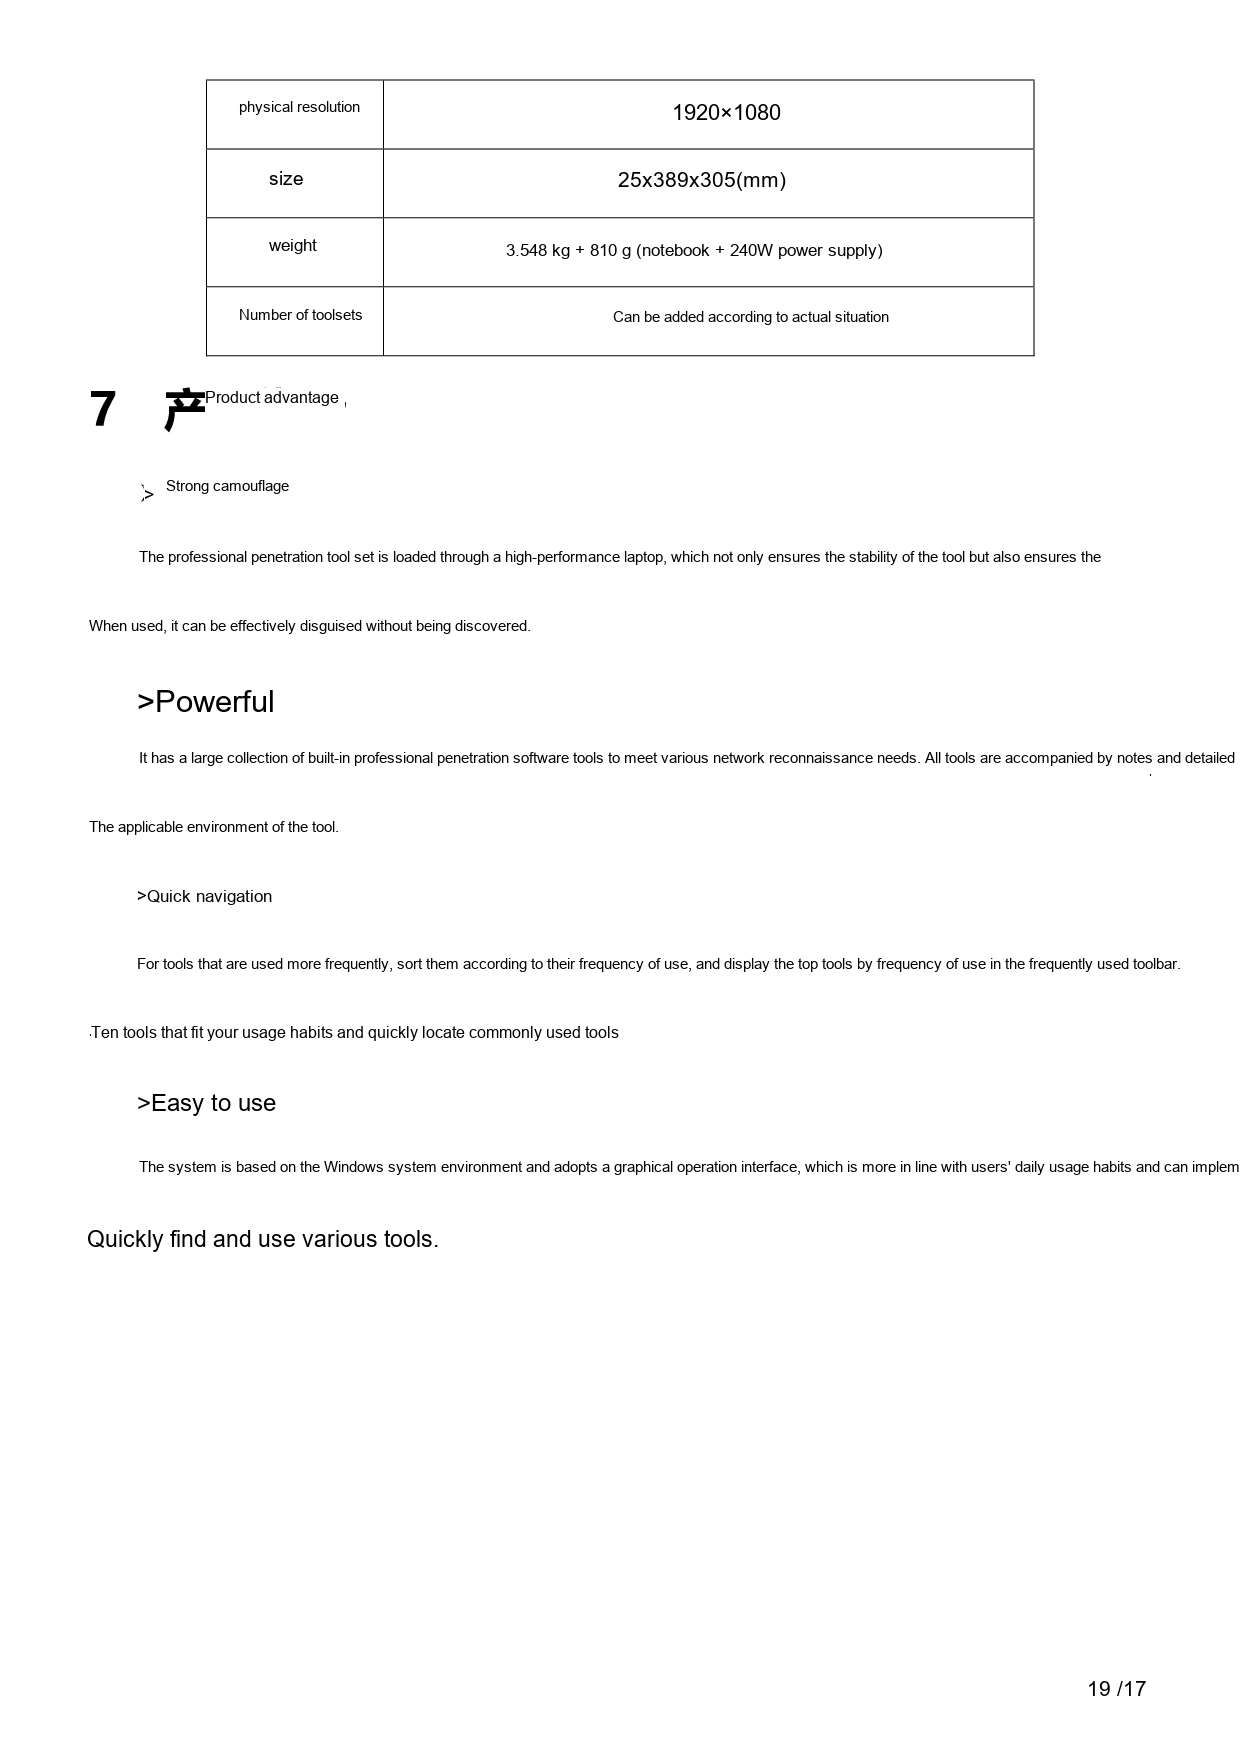 physical resolution 1920×1080
size 25x389x305(mm)
weight 3.548 kg + 810 g (notebook + 240W power supply)
Number of toolsets Can be added according to actual situation
7 产Product advantage
> Strong camouflage
The professional penetration tool set is loaded through a high-performance laptop, which not only ensures the stability of the tool but also ensures the
When used, it can be effectively disguised without being discovered.
>Powerful
It has a large collection of built-in professional penetration software tools to meet various network reconnaissance needs. All tools are accompanied by notes and detailed
The applicable environment of the tool.
>Quick navigation
For tools that are used more frequently, sort them according to their frequency of use, and display the top tools by frequency of use in the frequently used toolbar.
Ten tools that fit your usage habits and quickly locate commonly used tools
>Easy to use
The system is based on the Windows system environment and adopts a graphical operation interface, which is more in line with users' daily usage habits and can implem
Quickly find and use various tools.
19 /17